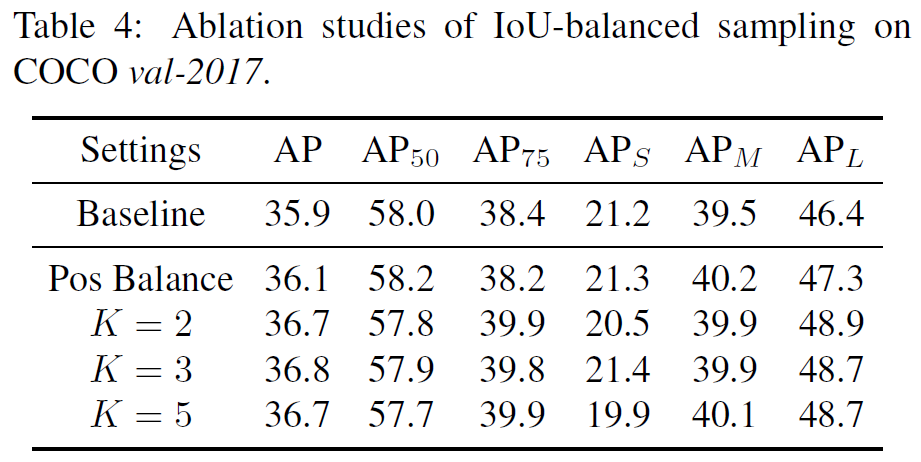 Table 4: Ablation studies of IoU-balanced sampling on
COCO val-2017.
Settings AP AP50 AP75 APS APM APL
Baseline 35.9 58.0 38.4 21.2 39.5 46.4
Pos Balance 36.1 58.2 38.2 21.3 40.2 47.3
K = 2 36.7 57.8 39.9 20.5 39.9 48.9
K = 3 36.8 57.9 39.8 21.4 39.9 48.7
K = 5 36.7 57.7 39.9 19.9 40.1 48.7